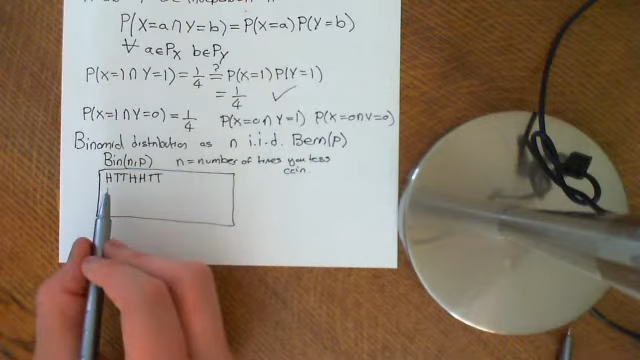 P(X=a∩Y=b)=P(X=a)P(Y=b)
∀ a∈Pₓ b∈Pᵧ
P(X=1∩Y=1)=1/4 ?= P(X=1)P(Y=1)
= 1/4 ✓
P(X=1∩Y=0)=1/4 P(X=0∩Y=1) P(X=0∩Y=0)
Binomial distribution as n i.i.d. Bern(p)
Bin(n,p) n = number of times you toss
coin.
HTTHHTT